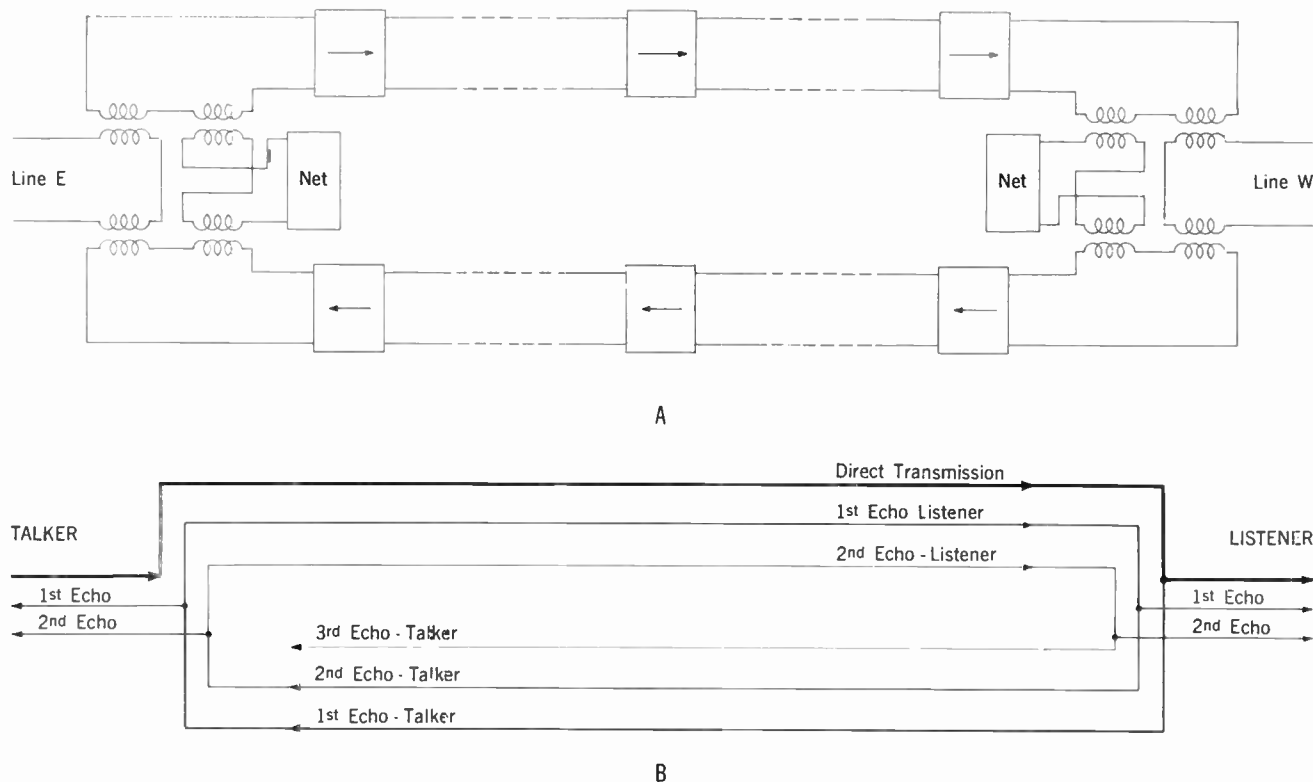 Line E
Net
Net
Line W
A
Direct Transmission
1st Echo Listener
TALKER
LISTENER
2nd Echo - Listener
1st Echo
1st Echo
2nd Echo
3rd Echo - Talker
2nd Echo
2nd Echo - Talker
1st Echo - Talker
B